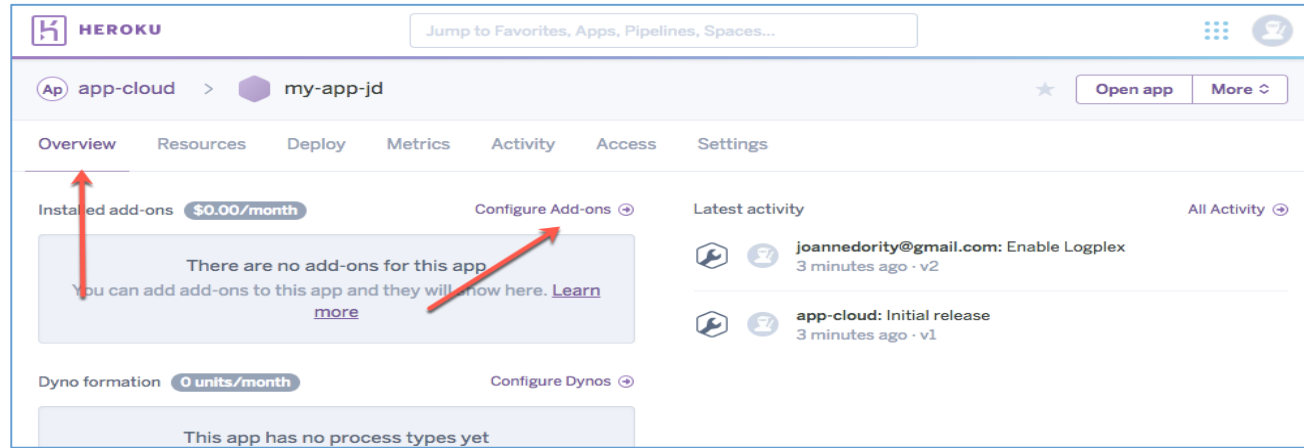 HEROKU
Jump to Favorites, Apps, Pipelines, Spaces...
Ap app-cloud > my-app-jd
Open app
More
Overview Resources Deploy Metrics Activity Access Settings
Installed add-ons $0.00/month Configure Add-ons
There are no add-ons for this app
You can add add-ons to this app and they will show here. Learn
more
Dyno formation 0 units/month Configure Dynos
This app has no process types yet
Latest activity All Activity
joannedority@gmail.com: Enable Logplex
3 minutes ago · v2
app-cloud: Initial release
3 minutes ago · v1